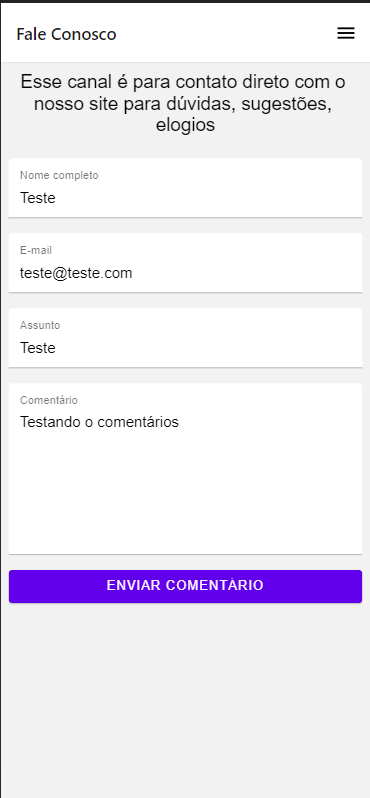 Fale Conosco
Esse canal é para contato direto com o
nosso site para dúvidas, sugestões,
elogios
Nome completo
Teste
E-mail
teste@teste.com
Assunto
Teste
Comentário
Testando o comentários
ENVIAR COMENTÁRIO